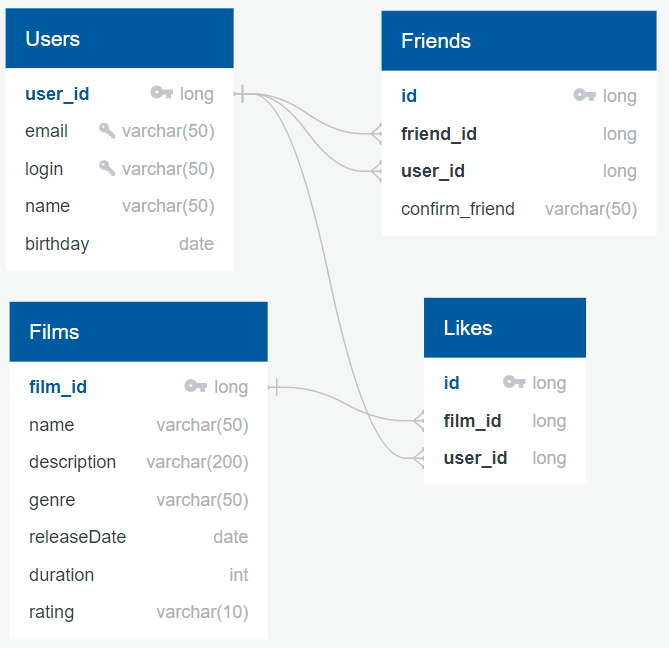 Users
user_id long
email varchar(50)
login varchar(50)
name varchar(50)
birthday date
Friends
id long
friend_id long
user_id long
confirm_friend varchar(50)
Films
film_id long
name varchar(50)
description varchar(200)
genre varchar(50)
releaseDate date
duration int
rating varchar(10)
Likes
id long
film_id long
user_id long